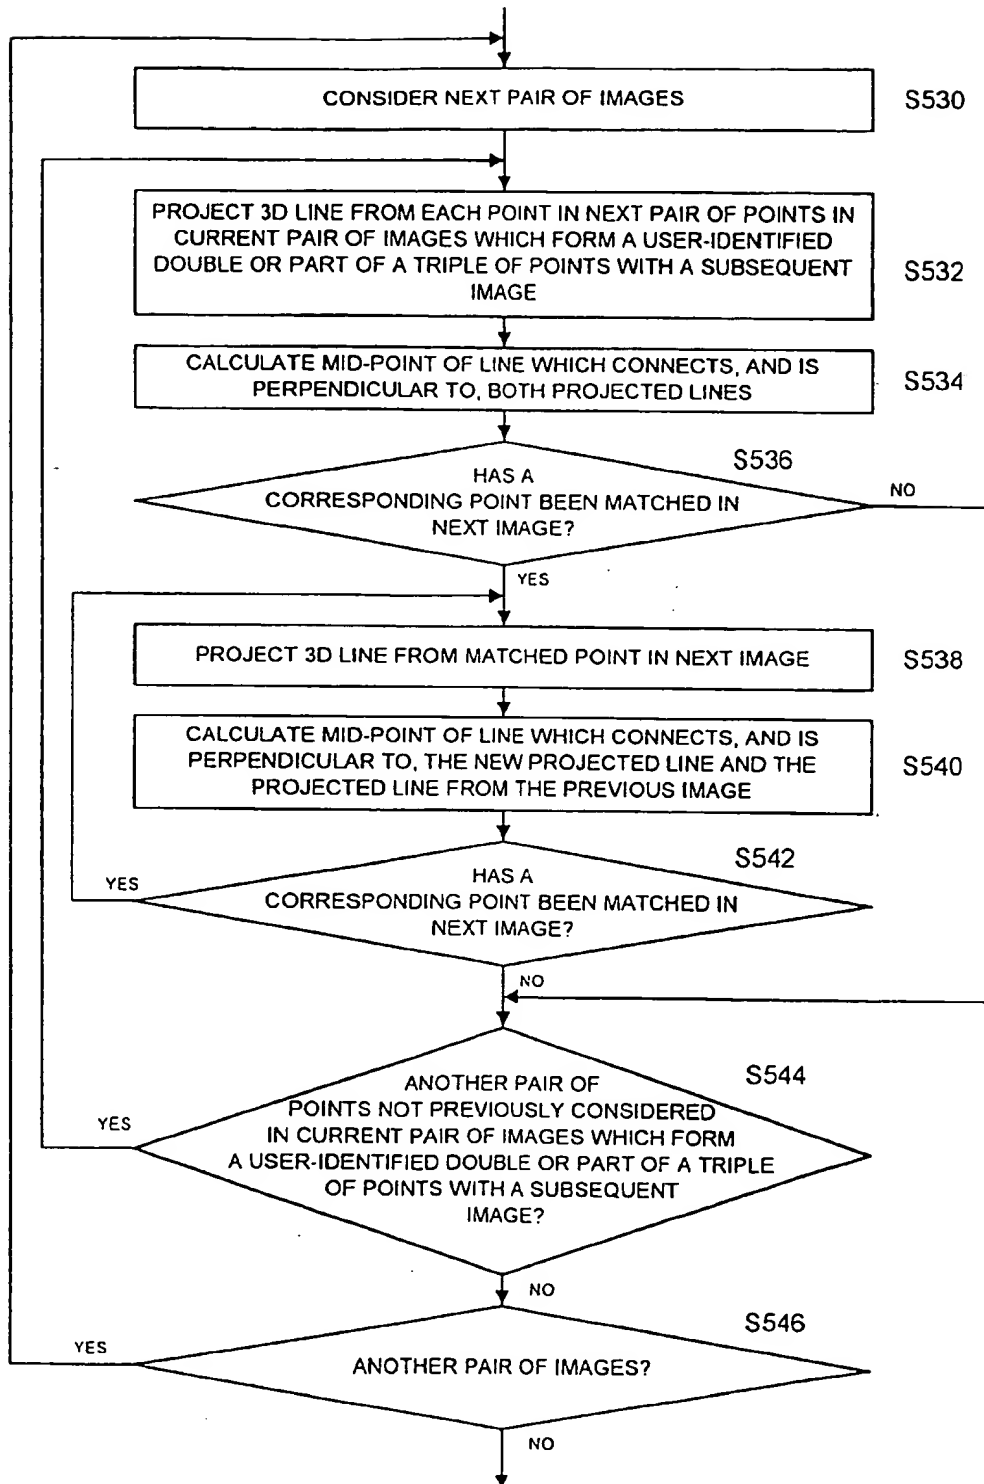 CONSIDER NEXT PAIR OF IMAGES
S530
PROJECT 3D LINE FROM EACH POINT IN NEXT PAIR OF POINTS IN
CURRENT PAIR OF IMAGES WHICH FORM A USER-IDENTIFIED
DOUBLE OR PART OF A TRIPLE OF POINTS WITH A SUBSEQUENT
IMAGE
S532
CALCULATE MID-POINT OF LINE WHICH CONNECTS, AND IS
PERPENDICULAR TO, BOTH PROJECTED LINES
S534
S536
HAS A
CORRESPONDING POINT BEEN MATCHED IN
NEXT IMAGE?
NO
YES
PROJECT 3D LINE FROM MATCHED POINT IN NEXT IMAGE
S538
CALCULATE MID-POINT OF LINE WHICH CONNECTS, AND IS
PERPENDICULAR TO, THE NEW PROJECTED LINE AND THE
PROJECTED LINE FROM THE PREVIOUS IMAGE
S540
S542
YES
HAS A
CORRESPONDING POINT BEEN MATCHED IN
NEXT IMAGE?
NO
S544
YES
ANOTHER PAIR OF
POINTS NOT PREVIOUSLY CONSIDERED
IN CURRENT PAIR OF IMAGES WHICH FORM
A USER-IDENTIFIED DOUBLE OR PART OF A TRIPLE
OF POINTS WITH A SUBSEQUENT
IMAGE?
NO
S546
YES
ANOTHER PAIR OF IMAGES?
NO